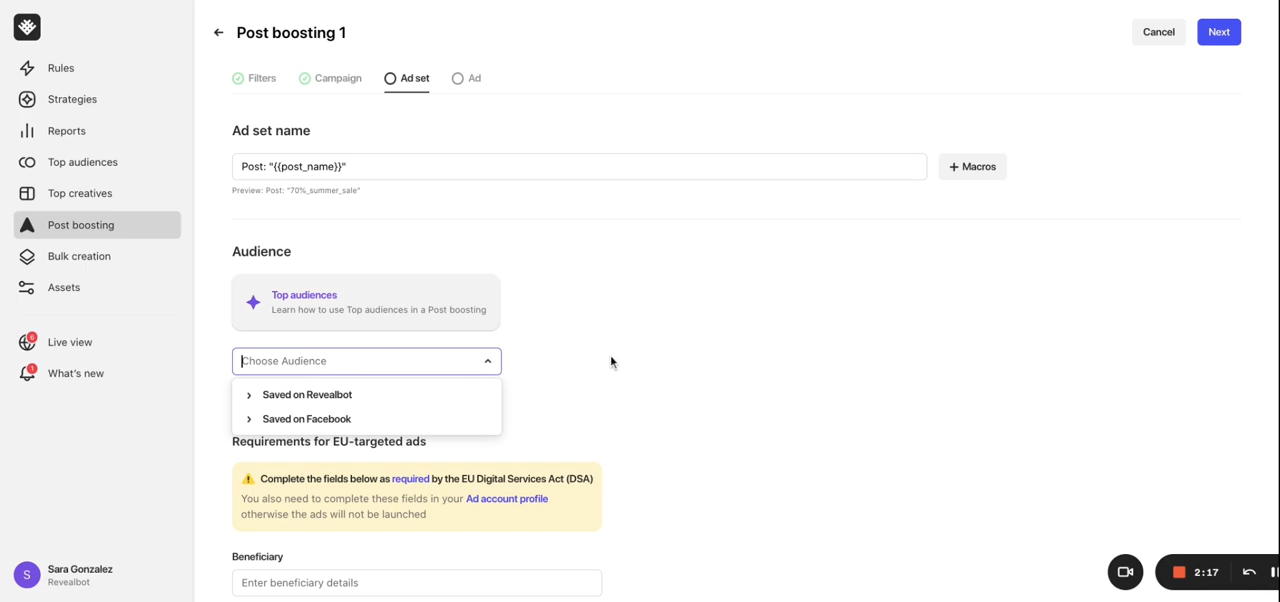 Post boosting 1
Cancel
Next
Rules
Strategies
Reports
Top audiences
Top creatives
Post boosting
Bulk creation
Assets
6
Live view
1
What's new
S
Sara Gonzalez
Revealbot
Filters
Campaign
Ad set
Ad
Ad set name
Post: "{{post_name}}"
+ Macros
Preview: Post: "70%_summer_sale"
Audience
Top audiences
Learn how to use Top audiences in a Post boosting
Choose Audience
Saved on Revealbot
Saved on Facebook
Requirements for EU-targeted ads
Complete the fields below as required by the EU Digital Services Act (DSA)
You also need to complete these fields in your Ad account profile
otherwise the ads will not be launched
Beneficiary
Enter beneficiary details
2:17